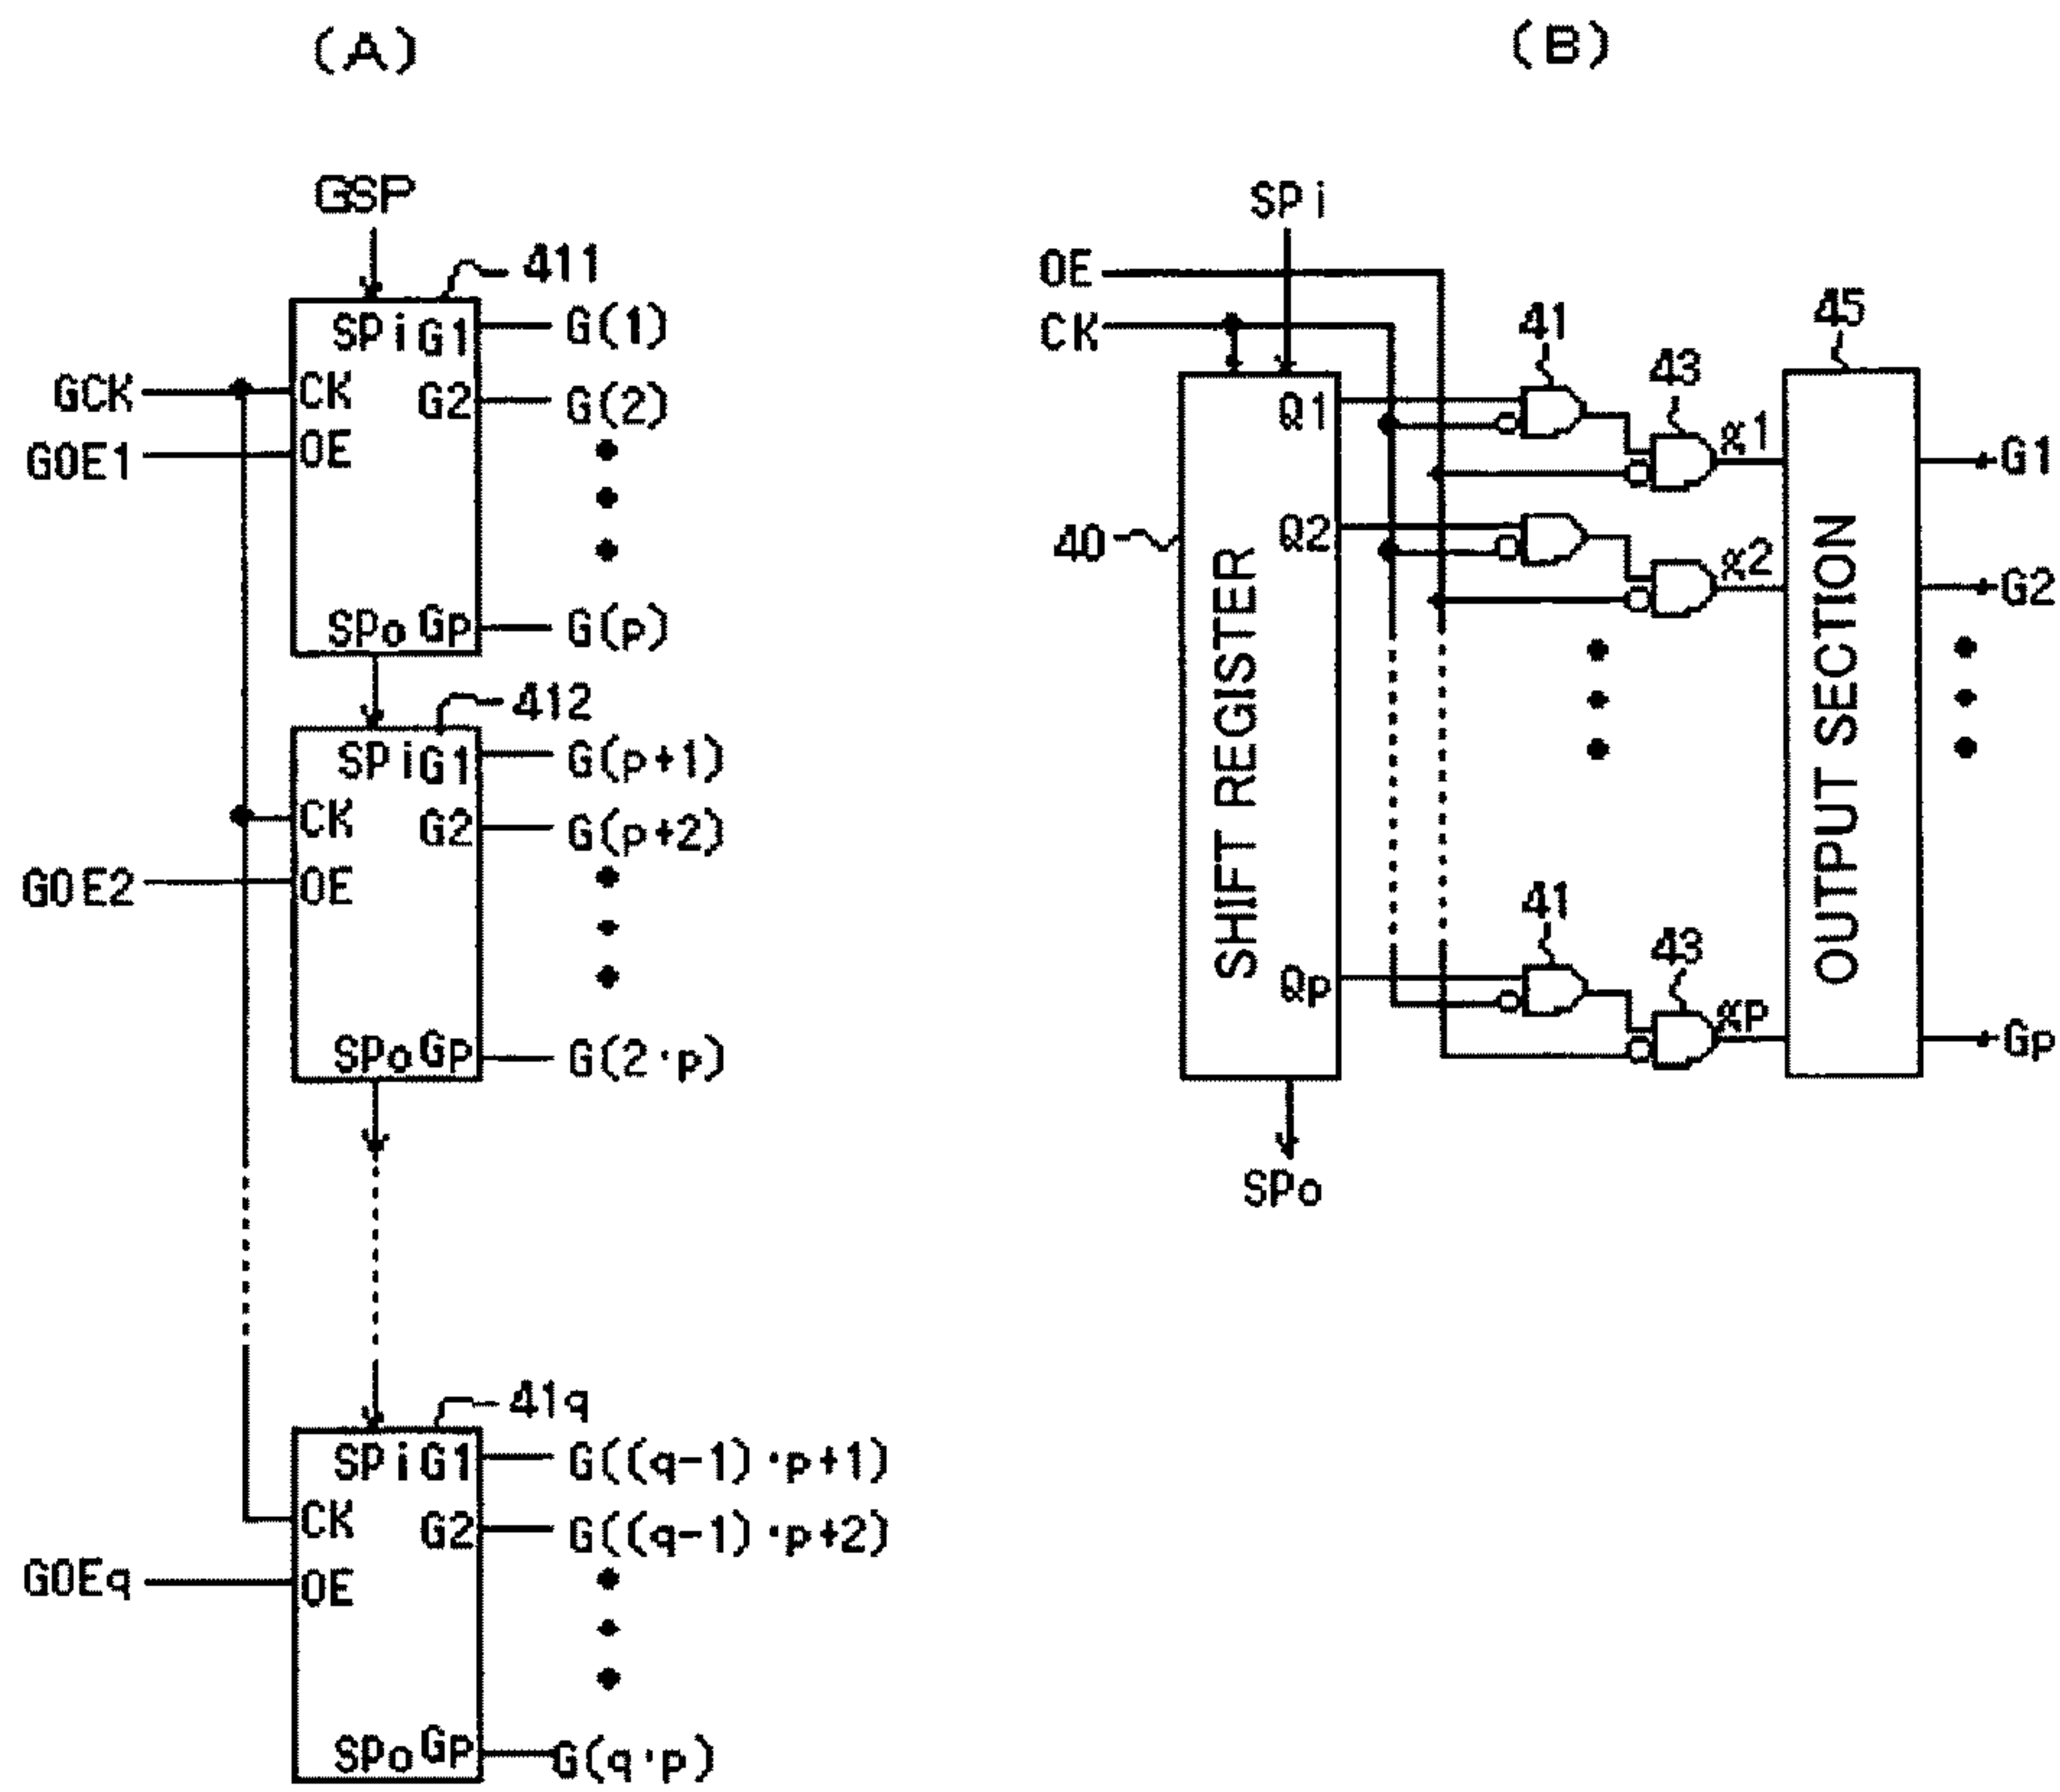 (A)
GSP
411
SPi G1 G(1)
GCK CK G2 G(2)
GOE1 OE
SPo Gp G(p)
412
SPi G1 G(p+1)
CK G2 G(p+2)
GOE2 OE
SPo Gp G(2·p)
41q
SPi G1 G((q-1)·p+1)
CK G2 G((q-1)·p+2)
GOEq OE
SPo Gp G(q·p)
(B)
SPi
OE
CK
41
43
45
Q1
G1
40
Q2
G2
SHIFT REGISTER
OUTPUT SECTION
41
43
Qp
Gp
SPo